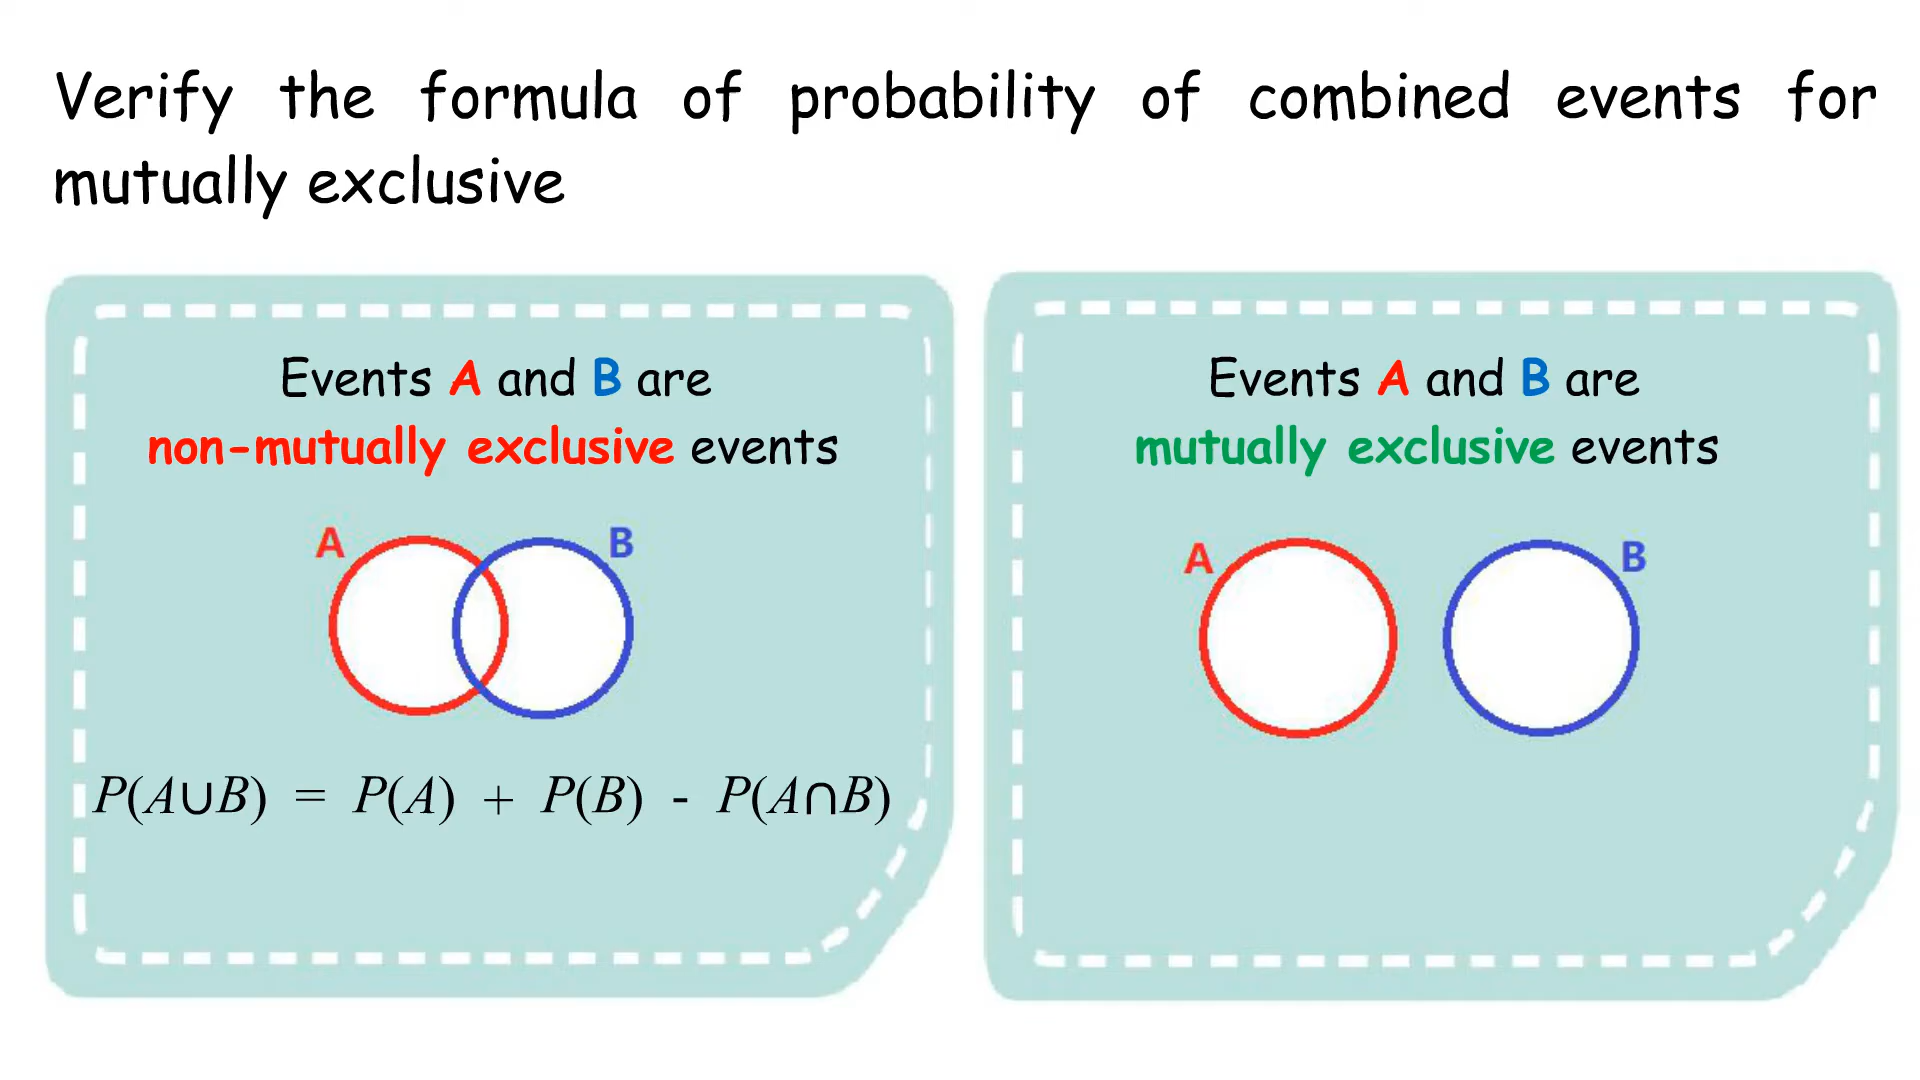 Verify the formula of probability of combined events for
mutually exclusive
Events A and B are
non-mutually exclusive events
A B
P(A∪B) = P(A) + P(B) - P(A∩B)
Events A and B are
mutually exclusive events
A B